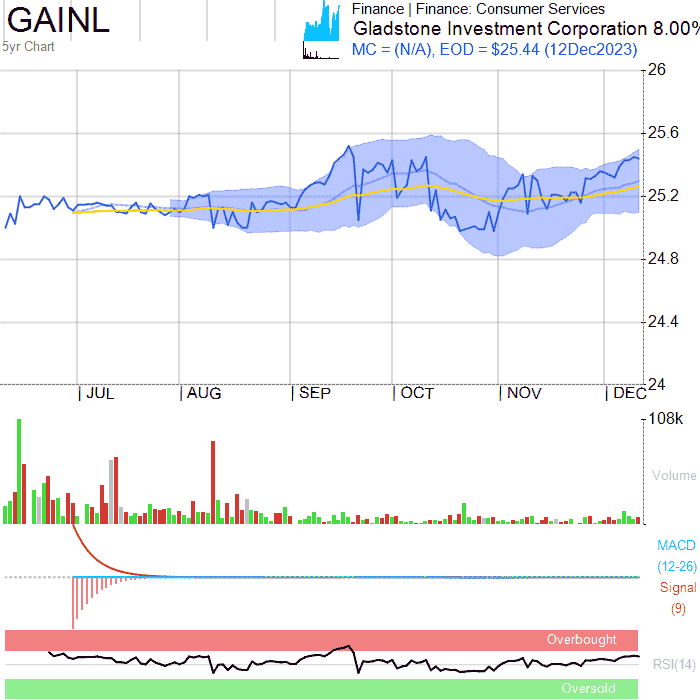 GAINL
5yr Chart
Finance | Finance: Consumer Services
Gladstone Investment Corporation 8.00%
MC = (N/A), EOD = $25.44 (12Dec2023)
26
25.6
25.2
24.8
24.4
24
JUL AUG SEP OCT NOV DEC
108k
Volume
MACD
(12-26)
Signal
(9)
Overbought
RSI(14)
Oversold